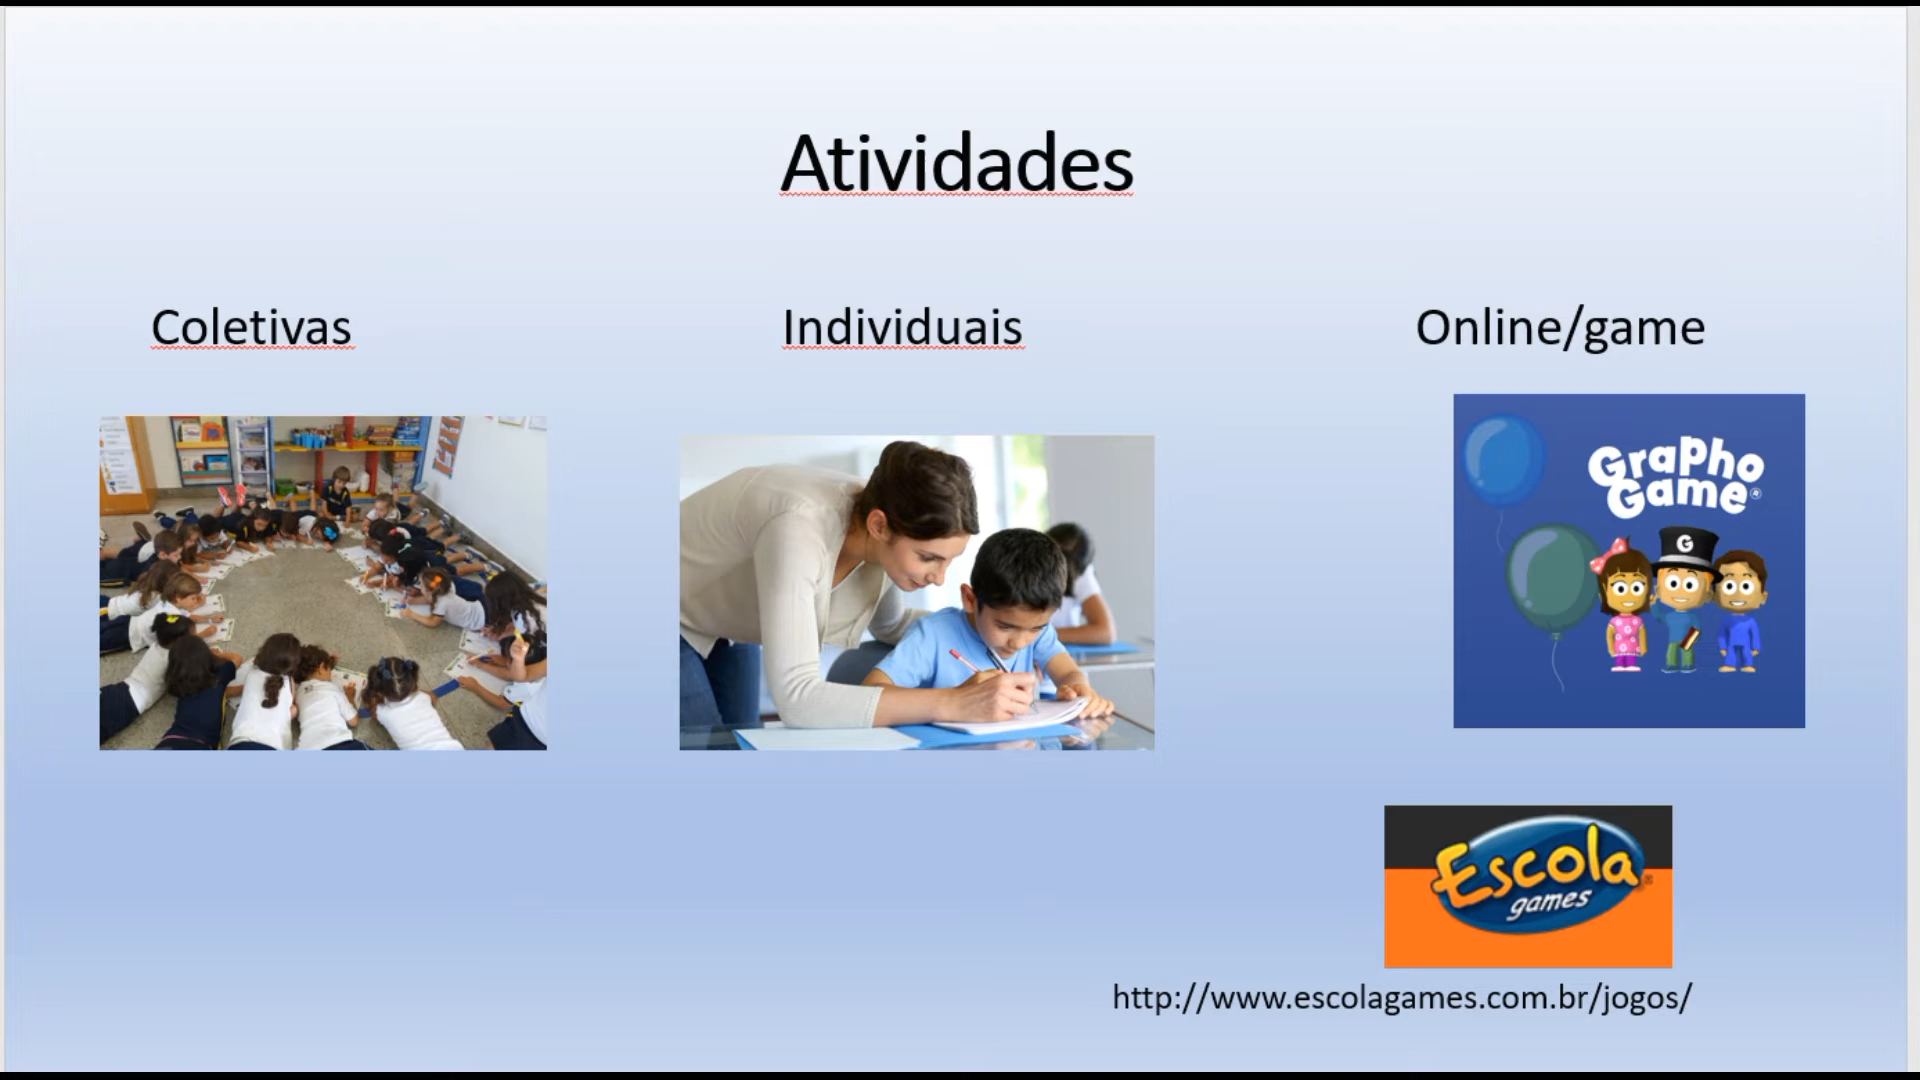 Atividades
Coletivas
Individuais
Online/game
Grapho
Game®
G
Escola
games
http://www.escolagames.com.br/jogos/